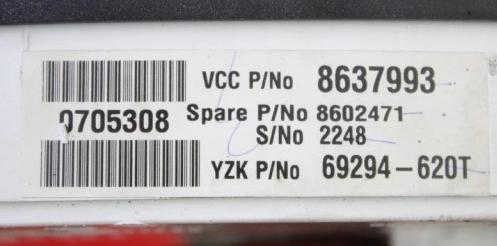 VCC P/No 8637993
0705308
Spare P/No 8602471
S/No 2248
YZK P/No 69294-620T